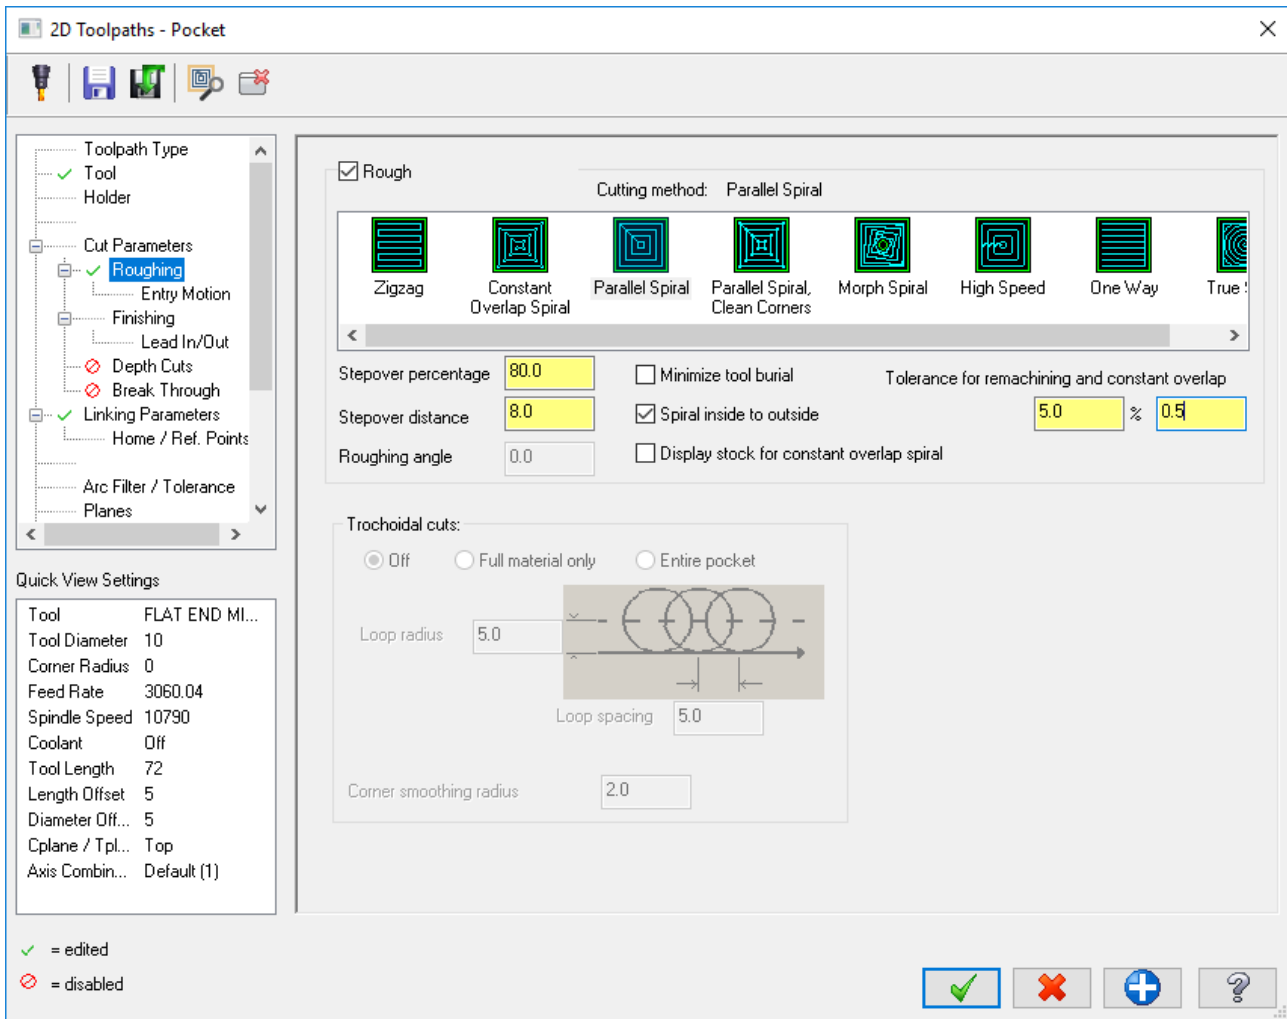 2D Toolpaths - Pocket
Toolpath Type
Tool
Holder
Cut Parameters
Roughing
Entry Motion
Finishing
Lead In/Out
Depth Cuts
Break Through
Linking Parameters
Home / Ref. Points
Arc Filter / Tolerance
Planes
Quick View Settings
Tool FLAT END MI...
Tool Diameter 10
Corner Radius 0
Feed Rate 3060.04
Spindle Speed 10790
Coolant Off
Tool Length 72
Length Offset 5
Diameter Off... 5
Cplane / Tpl... Top
Axis Combin... Default (1)
= edited
= disabled
Rough
Cutting method: Parallel Spiral
Zigzag
Constant
Overlap Spiral
Parallel Spiral
Parallel Spiral,
Clean Corners
Morph Spiral
High Speed
One Way
True
Stepover percentage 80.0
Stepover distance 8.0
Roughing angle 0.0
Minimize tool burial
Spiral inside to outside
Display stock for constant overlap spiral
Tolerance for remachining and constant overlap
5.0 % 0.5
Trochoidal cuts:
Off Full material only Entire pocket
Loop radius 5.0
Loop spacing 5.0
Corner smoothing radius 2.0